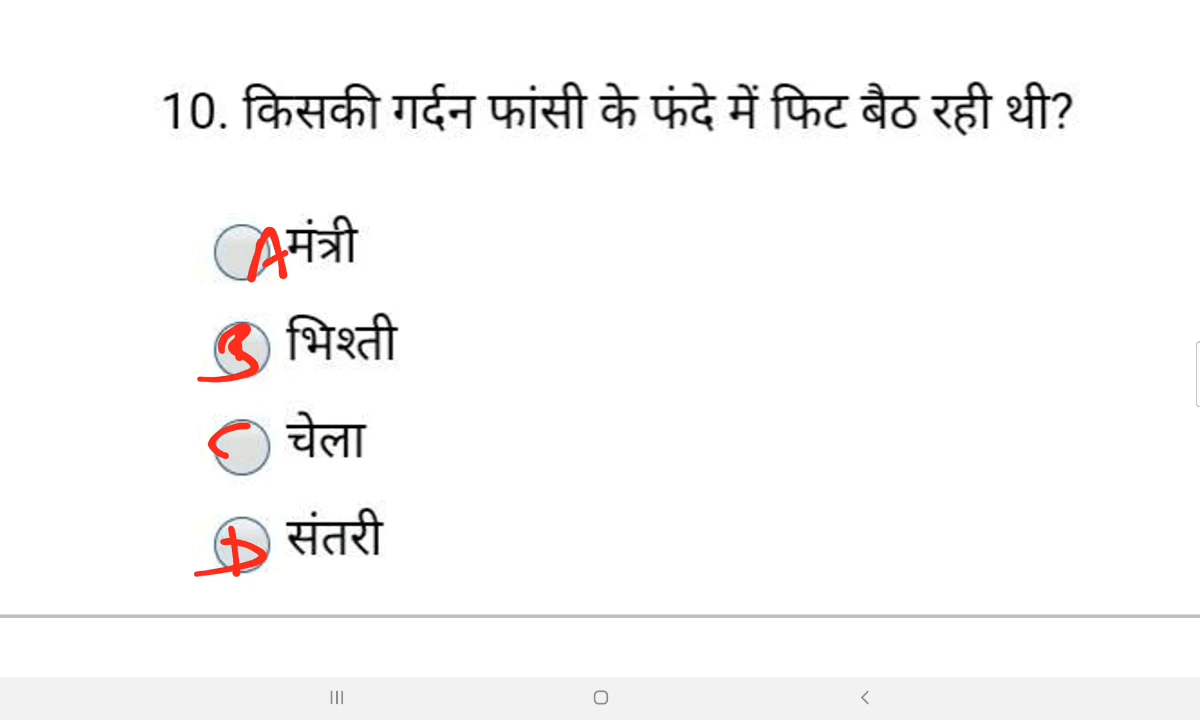 10. किसकी गर्दन फांसी के फंदे में फिट बैठ रही थी?
A मंत्री
B भिश्ती
C चेला
D संतरी